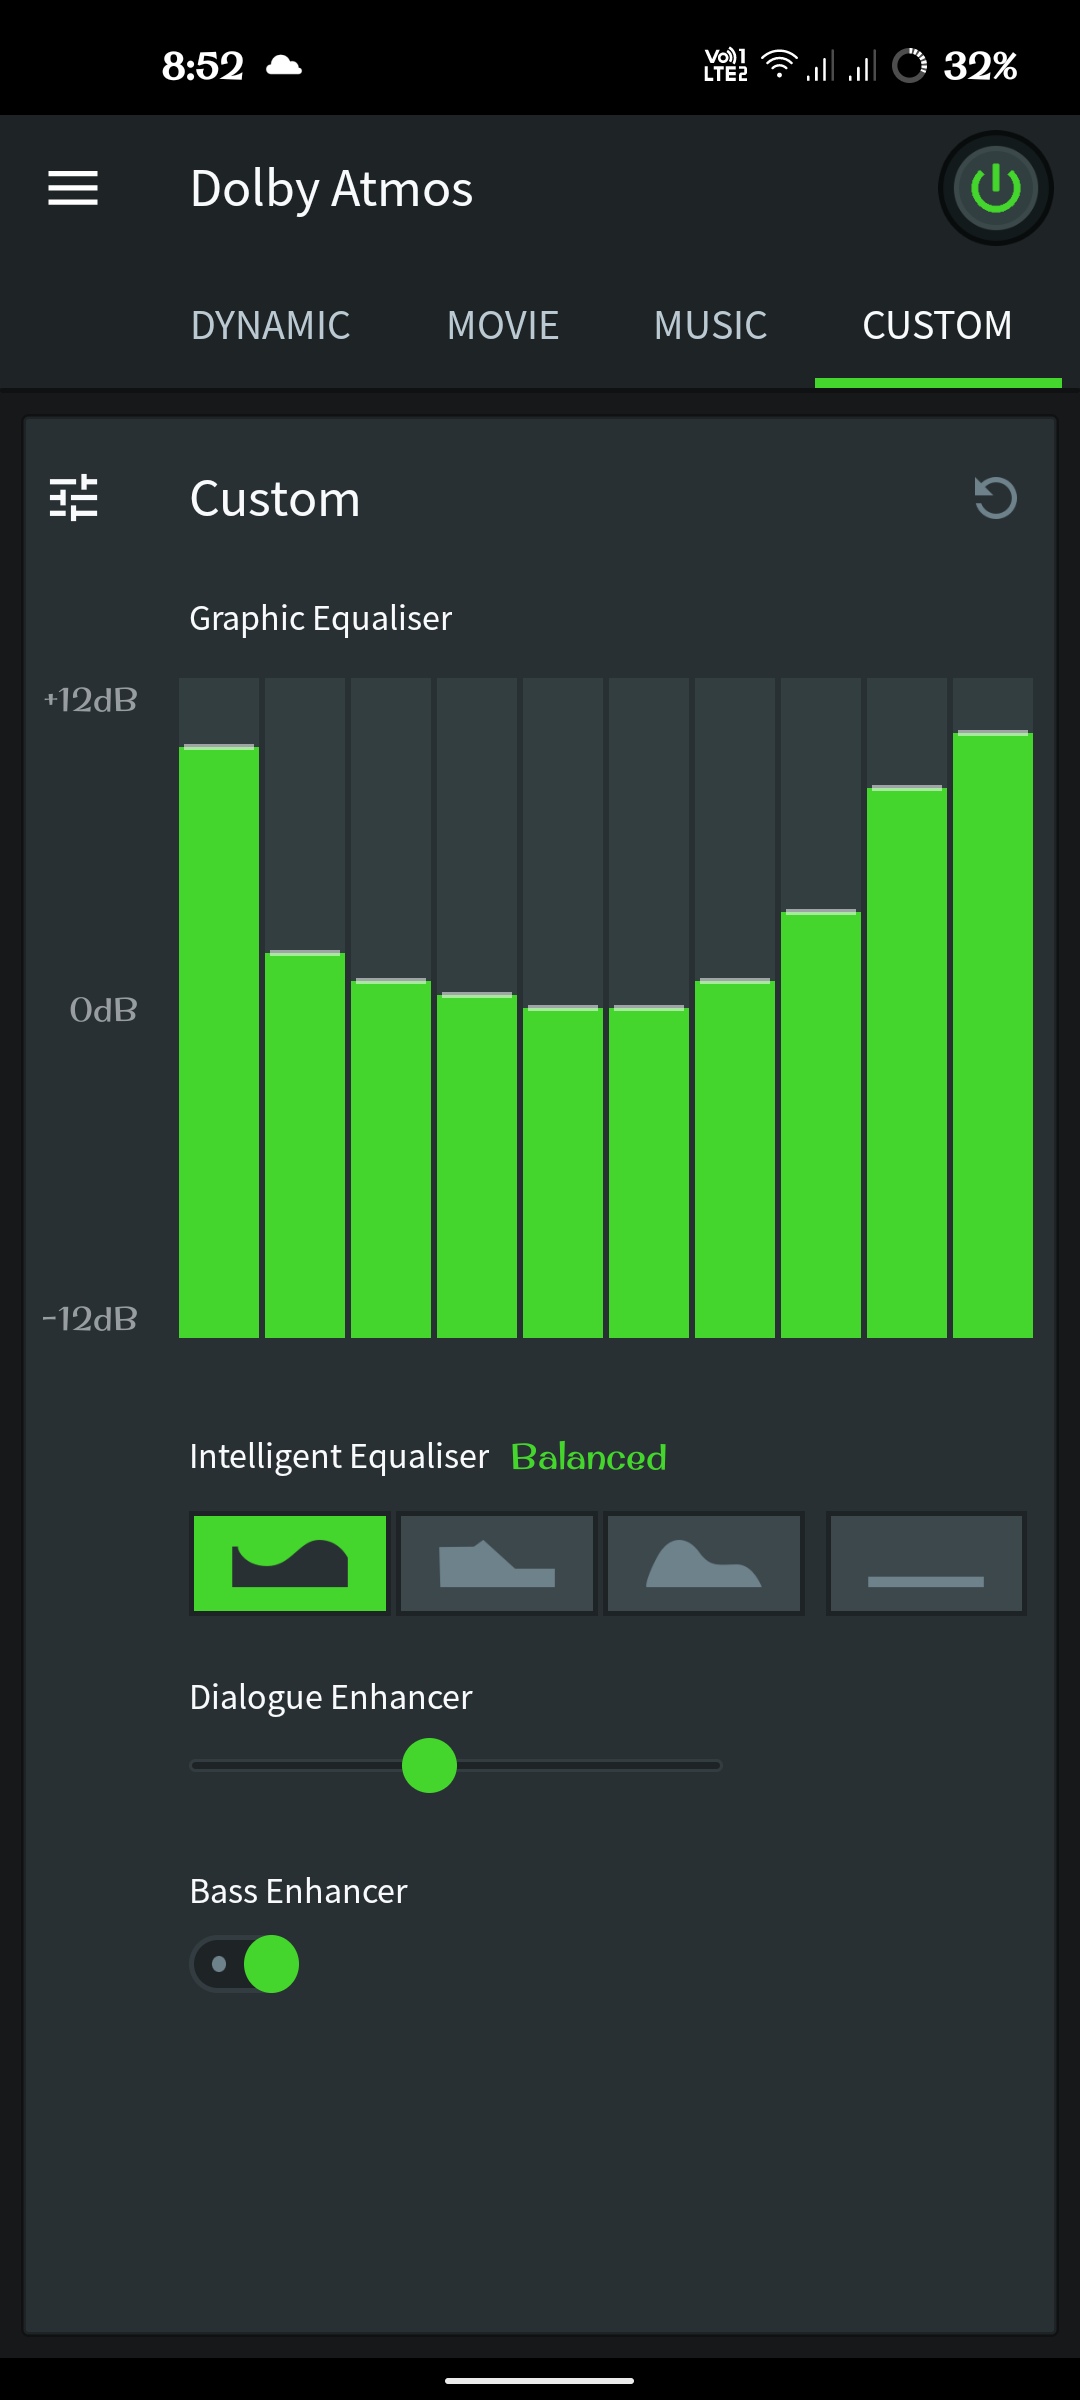 8:52
Vo) 1
LTE2
32%
Dolby Atmos
DYNAMIC MOVIE MUSIC CUSTOM
Custom
Graphic Equaliser
+12dB
0dB
-12dB
Intelligent Equaliser Balanced
Dialogue Enhancer
Bass Enhancer